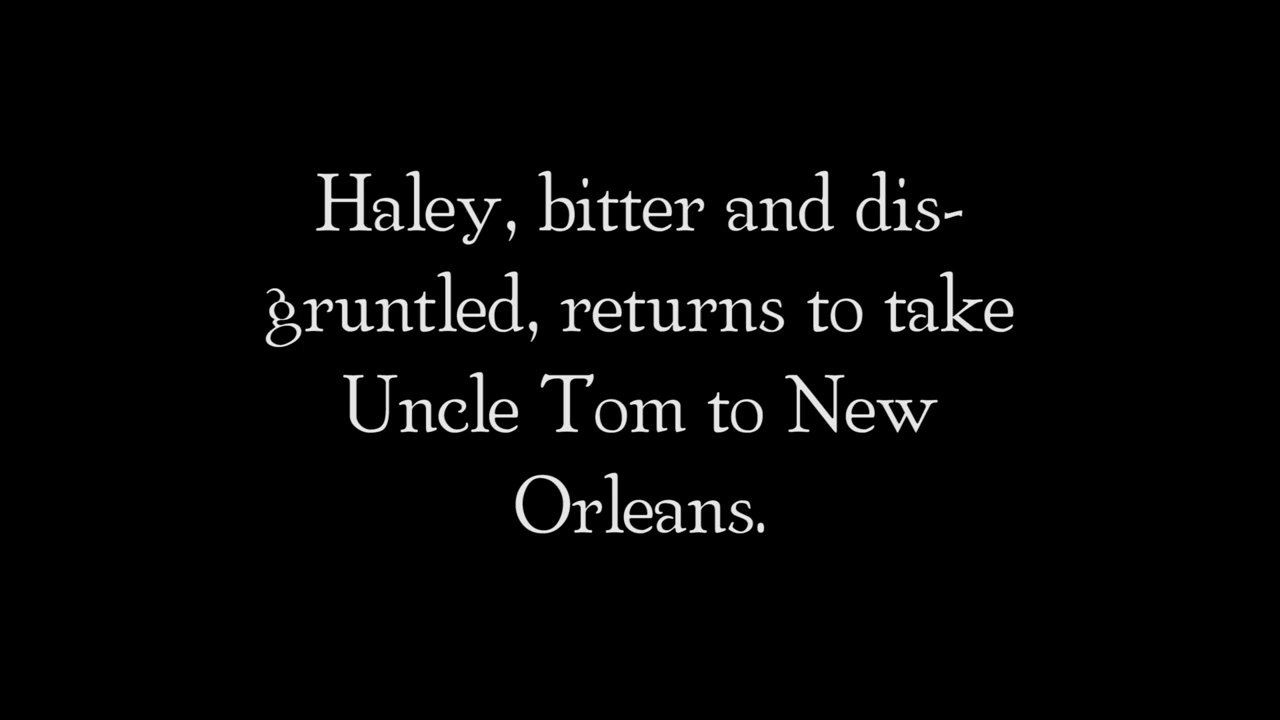 Haley, bitter and dis-
gruntled, returns to take
Uncle Tom to New
Orleans.